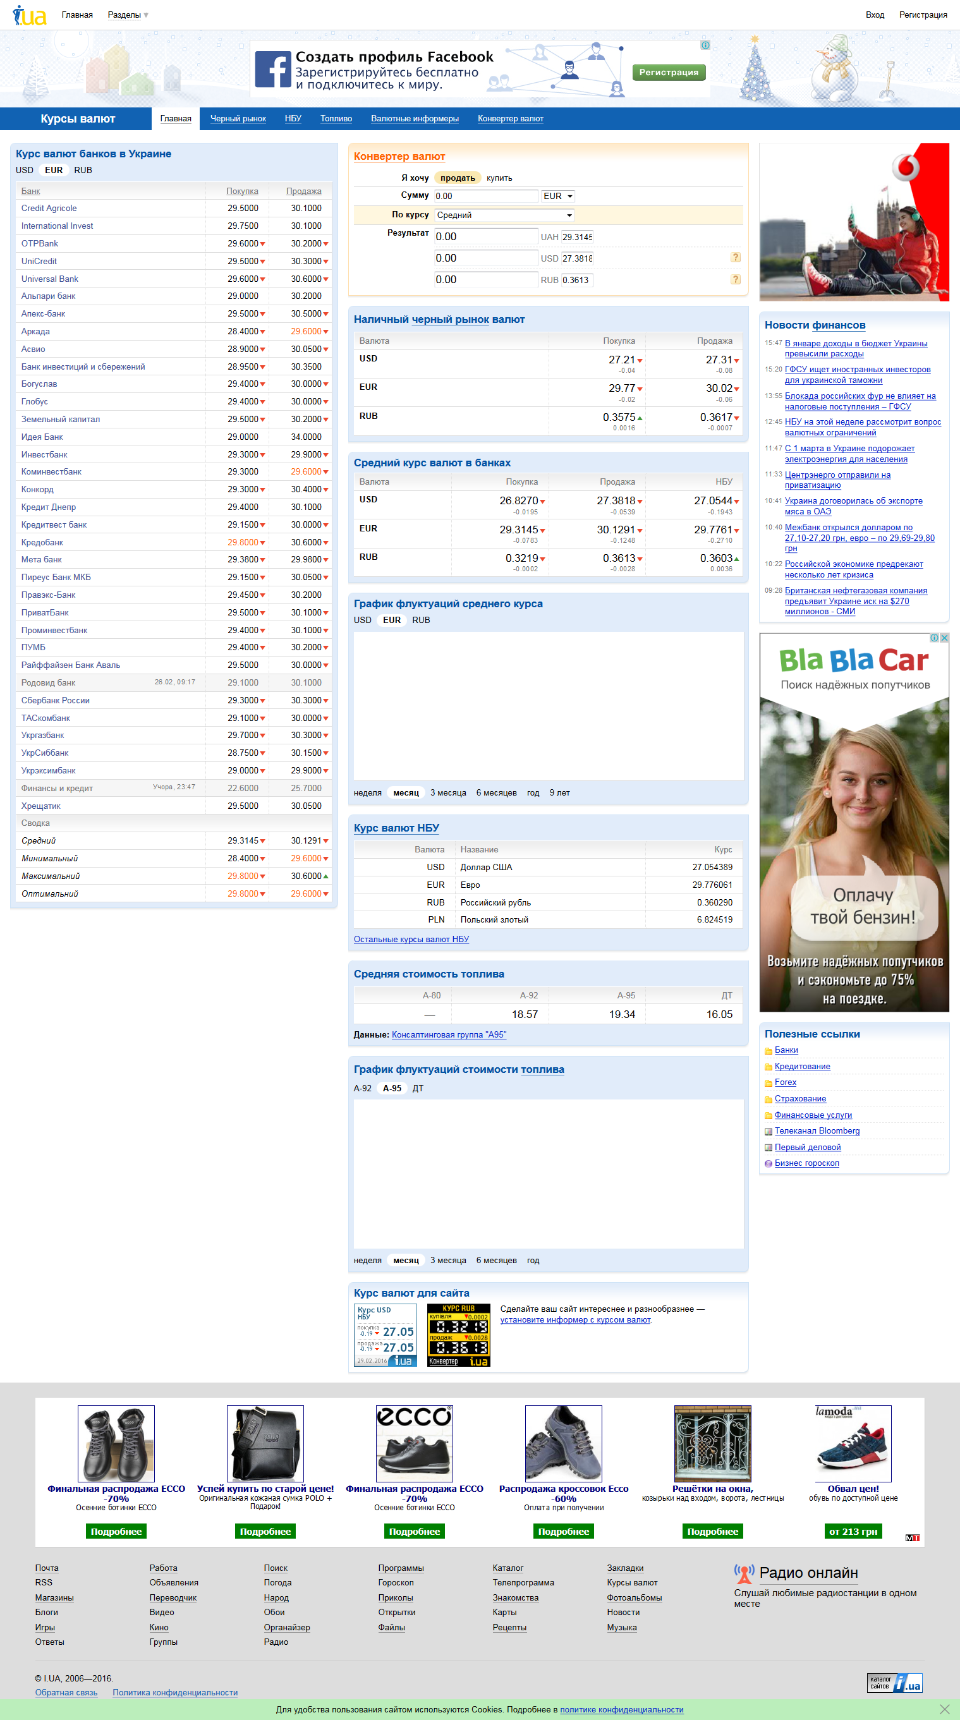 i.ua Главная Разделы ▾ Вход Регистрация
Создать профиль Facebook
Зарегистрируйтесь бесплатно
и подключитесь к миру.
Регистрация
Курсы валют Главная Черный рынок НБУ Топливо Валютные информеры Конвертер валют
Курс валют банков в Украине
USD EUR RUB
Банк Покупка Продажа
Credit Agricole 29.5000 30.1000
International Invest 29.7500 30.1000
OTPBank 29.6000 30.2000
UniCredit 29.5000 30.3000
Universal Bank 29.6000 30.6000
Альпари банк 29.0000 30.2000
Апекс-банк 29.5000 30.5000
Аркада 28.4000 29.6000
Асвио 28.9000 30.0500
Банк инвестиций и сбережений 28.9500 30.3500
Богуслав 29.4000 30.0000
Глобус 29.4000 30.0000
Земельный капитал 29.5000 30.2000
Идея Банк 29.0000 34.0000
Инвестбанк 29.3000 29.9000
Коминвестбанк 29.3000 29.6000
Конкорд 29.3000 30.4000
Кредит Днепр 29.4000 30.1000
Кредитвест банк 29.1500 30.0000
Кредобанк 29.8000 30.6000
Мета банк 29.3800 29.9800
Пиреус Банк МКБ 29.1500 30.0500
Правэкс-Банк 29.4500 30.2000
ПриватБанк 29.5000 30.1000
Проминвестбанк 29.4000 30.1000
ПУМБ 29.4000 30.2000
Райффайзен Банк Аваль 29.5000 30.0000
Родовид банк 26.02, 09:17 29.1000 30.1000
Сбербанк России 29.3000 30.3000
ТАСкомбанк 29.1000 30.0000
Укргазбанк 29.7000 30.3000
УкрСиббанк 28.7500 30.1500
Укрэксимбанк 29.0000 29.9000
Финансы и кредит Учора, 23:47 22.6000 25.7000
Хрещатик 29.5000 30.0500
Сводка
Средний 29.3145 30.1291
Минимальный 28.4000 29.6000
Максимальный 29.8000 30.6000
Оптимальный 29.8000 29.6000
Конвертер валют
Я хочу продать купить
Сумму 0.00 EUR
По курсу Средний
Результат 0.00 UAH 29.3145
0.00 USD 27.3818 ?
0.00 RUB 0.3613 ?
Наличный черный рынок валют
Валюта Покупка Продажа
USD 27.21 27.31
-0.04 -0.08
EUR 29.77 30.02
-0.02 -0.06
RUB 0.3575 0.3617
0.0016 -0.0007
Средний курс валют в банках
Валюта Покупка Продажа НБУ
USD 26.8270 27.3818 27.0544
-0.0195 -0.0539 -0.1943
EUR 29.3145 30.1291 29.7761
-0.0783 -0.1248 -0.2710
RUB 0.3219 0.3613 0.3603
-0.0002 -0.0028 0.0036
График флуктуаций среднего курса
USD EUR RUB
неделя месяц 3 месяца 6 месяцев год 9 лет
Курс валют НБУ
Валюта Название Курс
USD Доллар США 27.054389
EUR Евро 29.776061
RUB Российский рубль 0.360290
PLN Польский злотый 6.824519
Остальные курсы валют НБУ
Средняя стоимость топлива
А-80 А-92 А-95 ДТ
— 18.57 19.34 16.05
Данные: Консалтинговая группа "А95"
График флуктуаций стоимости топлива
А-92 А-95 ДТ
неделя месяц 3 месяца 6 месяцев год
Курс валют для сайта
Курс USD
НБУ
покупка
-0.19 27.05
продажа
-0.19 27.05
29.02.2016 i.ua
КУРС RUB
купівля 0.0002
0.3219
продаж 0.0028
0.3613
Конвертер i.ua
Сделайте ваш сайт интереснее и разнообразнее —
установите информер с курсом валют.
Новости финансов
15:47 В январе доходы в бюджет Украины
превысили расходы
15:20 ГФСУ ищет иностранных инвесторов
для украинской таможни
13:55 Блокада российских фур не влияет на
налоговые поступления – ГФСУ
12:45 НБУ на этой неделе рассмотрит вопрос
валютных ограничений
11:47 С 1 марта в Украине подорожает
электроэнергия для населения
11:33 Центрэнерго отправили на
приватизацию
10:41 Украина договорилась об экспорте
мяса в ОАЭ
10:40 Межбанк открылся долларом по
27,10-27,20 грн, евро – по 29,69-29,80
грн
10:22 Российской экономике предрекают
несколько лет кризиса
09:26 Британская нефтегазовая компания
предъявит Украине иск на $270
миллионов - СМИ
Bla Bla Car
Поиск надёжных попутчиков
Оплачу
твой бензин!
Возьмите надёжных попутчиков
и сэкономьте до 75%
на поездке.
Полезные ссылки
Банки
Кредитование
Forex
Страхование
Финансовые услуги
Телеканал Bloomberg
Первый деловой
Бизнес гороскоп
ecco
lamoda
Финальная распродажа ECCO
-70%
Осенние ботинки ECCO
Подробнее
Успей купить по старой цене!
Оригинальная кожаная сумка POLO +
Подарок!
Подробнее
Финальная распродажа ECCO
-70%
Осенние ботинки ECCO
Подробнее
Распродажа кроссовок Ecco
-60%
Оплата при получении
Подробнее
Решётки на окна,
козырьки над входом, ворота, лестницы
Подробнее
Обвал цен!
обувь по доступной цене
от 213 грн
МТ
Почта Работа Поиск Программы Каталог Закладки
RSS Объявления Погода Гороскоп Телепрограмма Курсы валют
Магазины Переводчик Народ Приколы Знакомства Фотоальбомы
Блоги Видео Обои Открытки Карты Новости
Игры Кино Органайзер Файлы Рецепты Музыка
Ответы Группы Радио
Радио онлайн
Слушай любимые радиостанции в одном
месте
© I.UA, 2006—2016.
Обратная связь Политика конфиденциальности
каталог
сайтов i.ua
Для удобства пользования сайтом используются Cookies. Подробнее в политике конфиденциальности